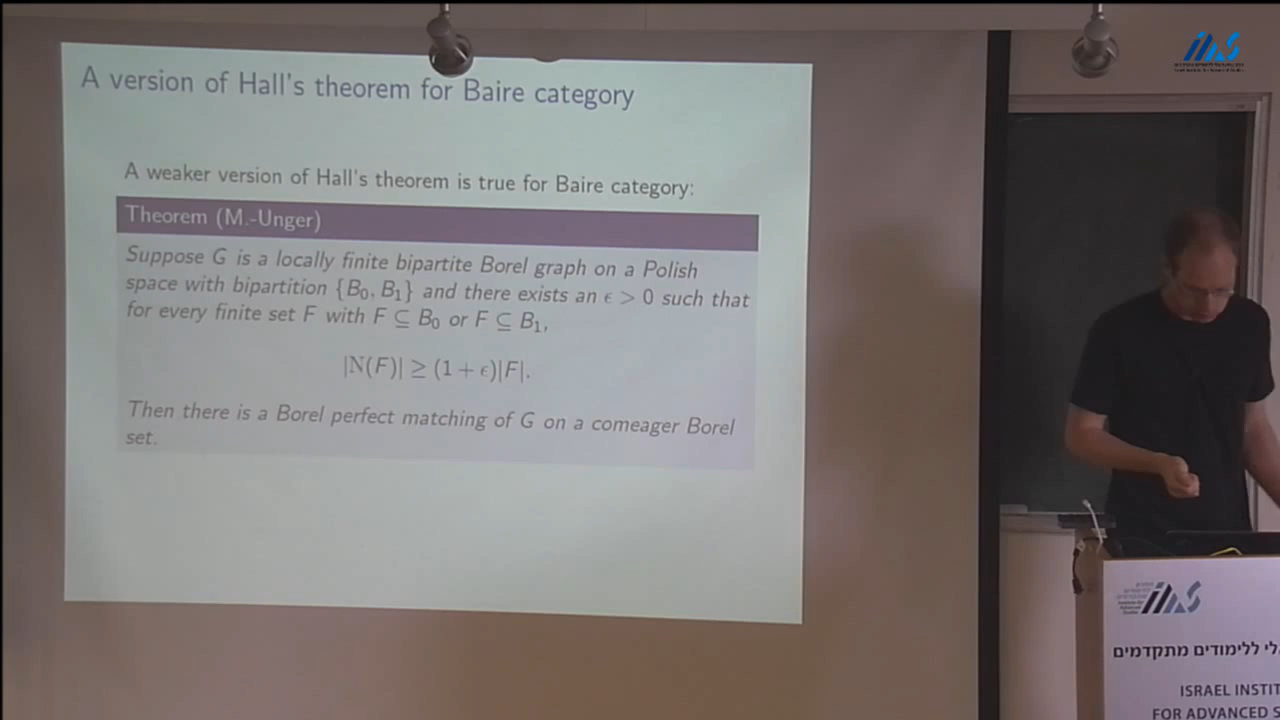 A version of Hall's theorem for Baire category
A weaker version of Hall's theorem is true for Baire category:
Theorem (M.-Unger)
Suppose G is a locally finite bipartite Borel graph on a Polish
space with bipartition {B₀, B₁} and there exists an ϵ > 0 such that
for every finite set F with F ⊆ B₀ or F ⊆ B₁,
|N(F)| ≥ (1 + ϵ)|F|.
Then there is a Borel perfect matching of G on a comeager Borel
set.
ללימודים מתקדמים
ISRAEL INSTIT
FOR ADVANCED S